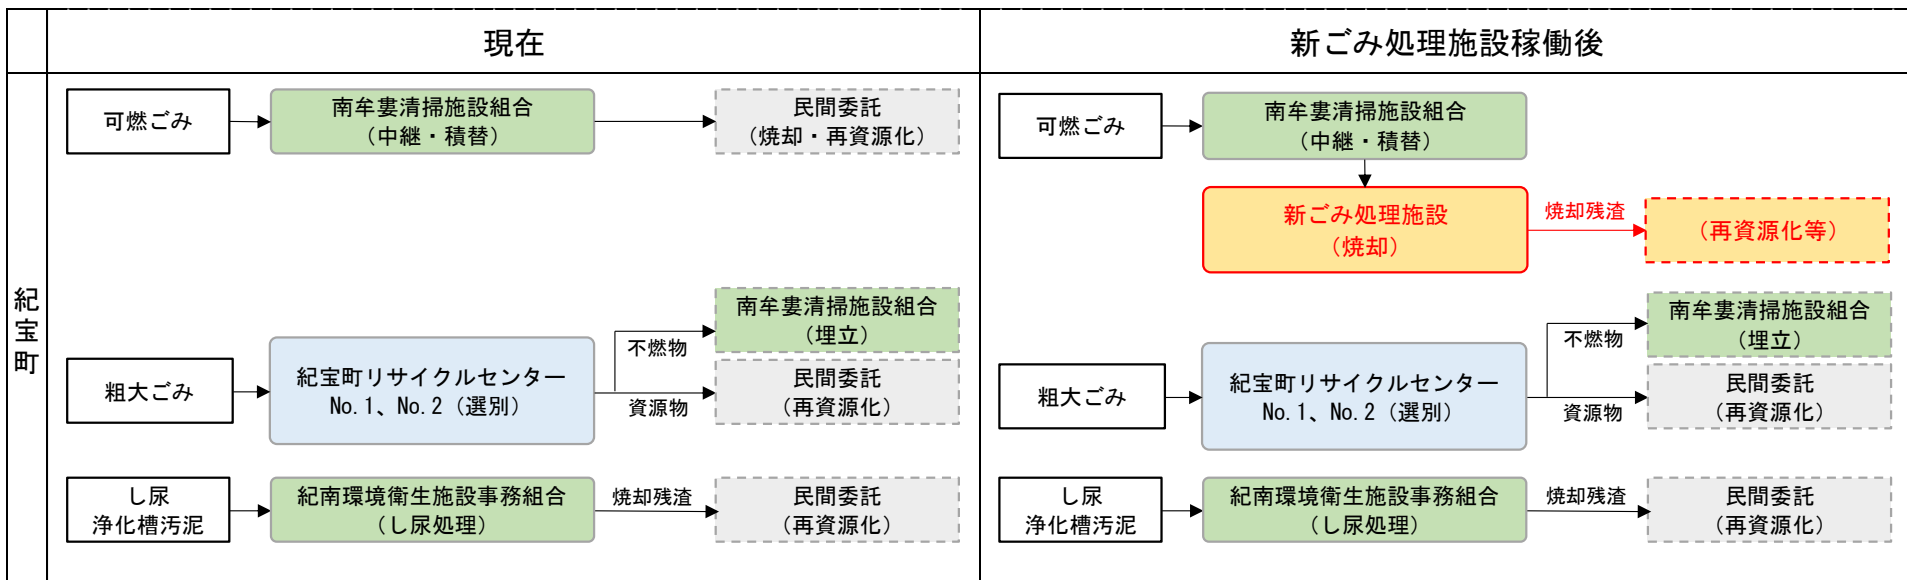 現在
新ごみ処理施設稼働後
紀宝町
可燃ごみ
南牟婁清掃施設組合
（中継・積替）
民間委託
（焼却・再資源化）
粗大ごみ
紀宝町リサイクルセンター
No.1、No.2（選別）
不燃物
南牟婁清掃施設組合
（埋立）
資源物
民間委託
（再資源化）
し尿
浄化槽汚泥
紀南環境衛生施設事務組合
（し尿処理）
焼却残渣
民間委託
（再資源化）
可燃ごみ
南牟婁清掃施設組合
（中継・積替）
新ごみ処理施設
（焼却）
焼却残渣
（再資源化等）
粗大ごみ
紀宝町リサイクルセンター
No.1、No.2（選別）
不燃物
南牟婁清掃施設組合
（埋立）
資源物
民間委託
（再資源化）
し尿
浄化槽汚泥
紀南環境衛生施設事務組合
（し尿処理）
焼却残渣
民間委託
（再資源化）